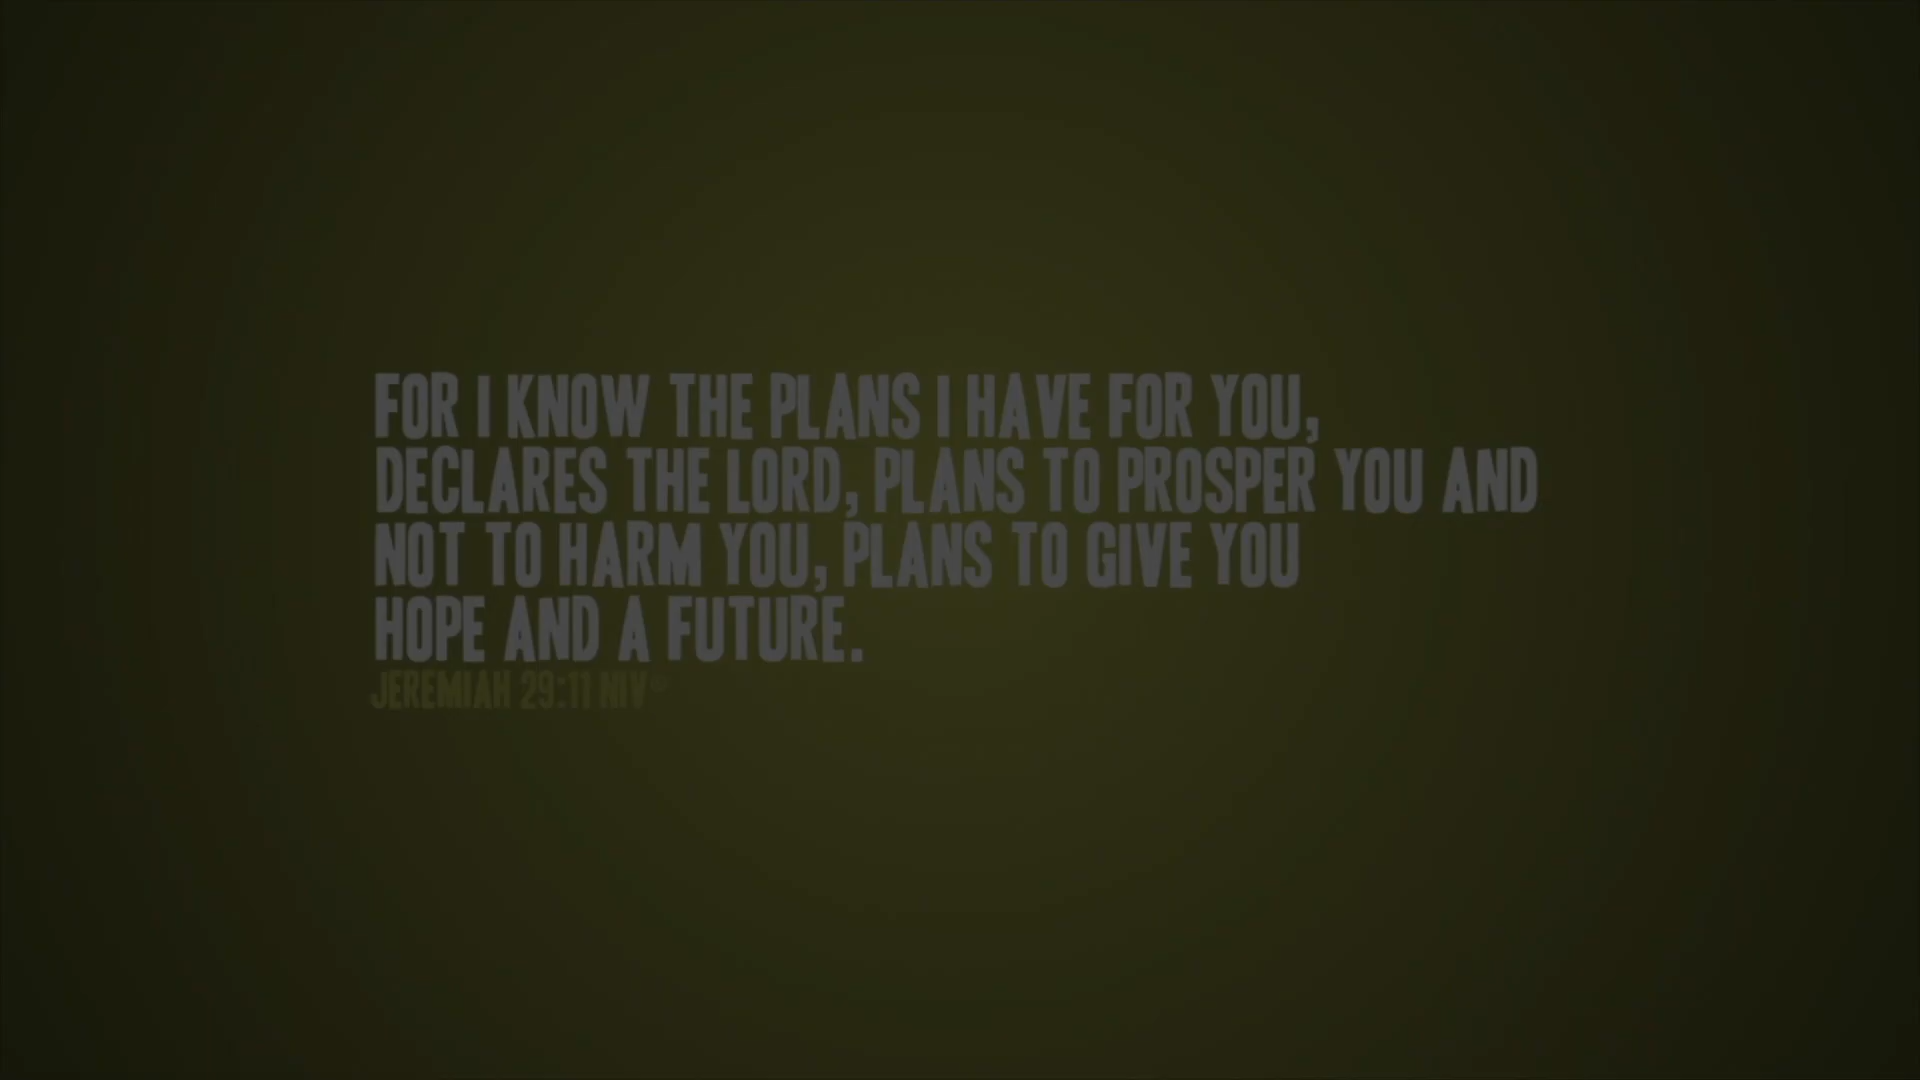 FOR I KNOW THE PLANS I HAVE FOR YOU,
DECLARES THE LORD, PLANS TO PROSPER YOU AND
NOT TO HARM YOU, PLANS TO GIVE YOU
HOPE AND A FUTURE.
JEREMIAH 29:11 NIV®